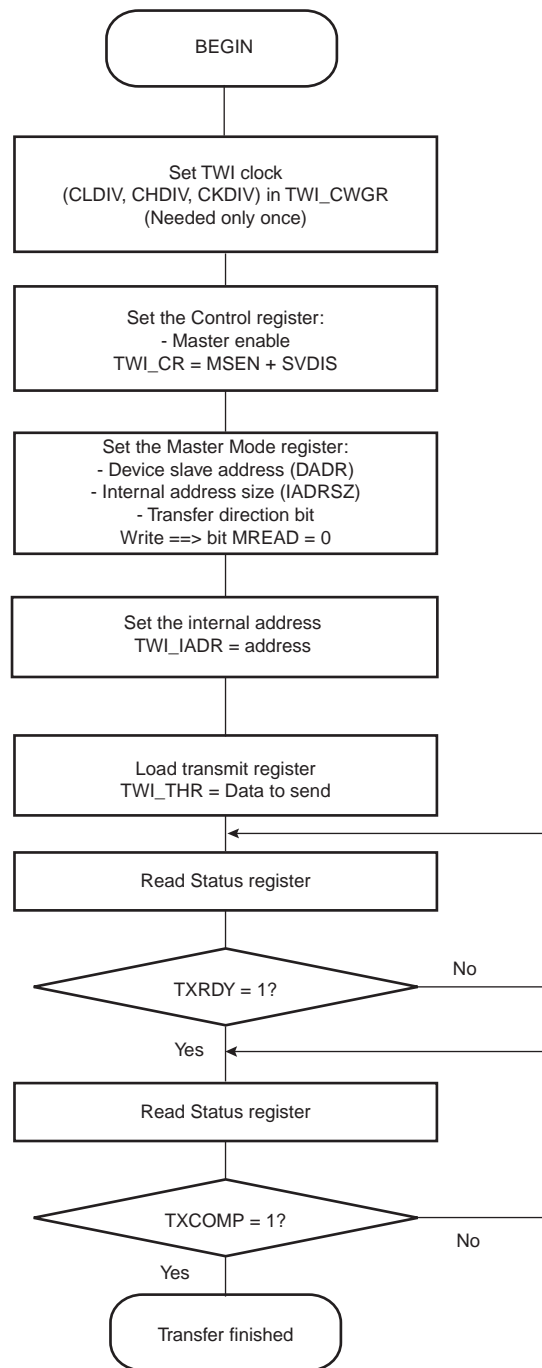 BEGIN
Set TWI clock
(CLDIV, CHDIV, CKDIV) in TWI_CWGR
(Needed only once)
Set the Control register:
- Master enable
TWI_CR = MSEN + SVDIS
Set the Master Mode register:
- Device slave address (DADR)
- Internal address size (IADRSZ)
- Transfer direction bit
Write ==> bit MREAD = 0
Set the internal address
TWI_IADR = address
Load transmit register
TWI_THR = Data to send
Read Status register
TXRDY = 1?
No
Yes
Read Status register
TXCOMP = 1?
No
Yes
Transfer finished